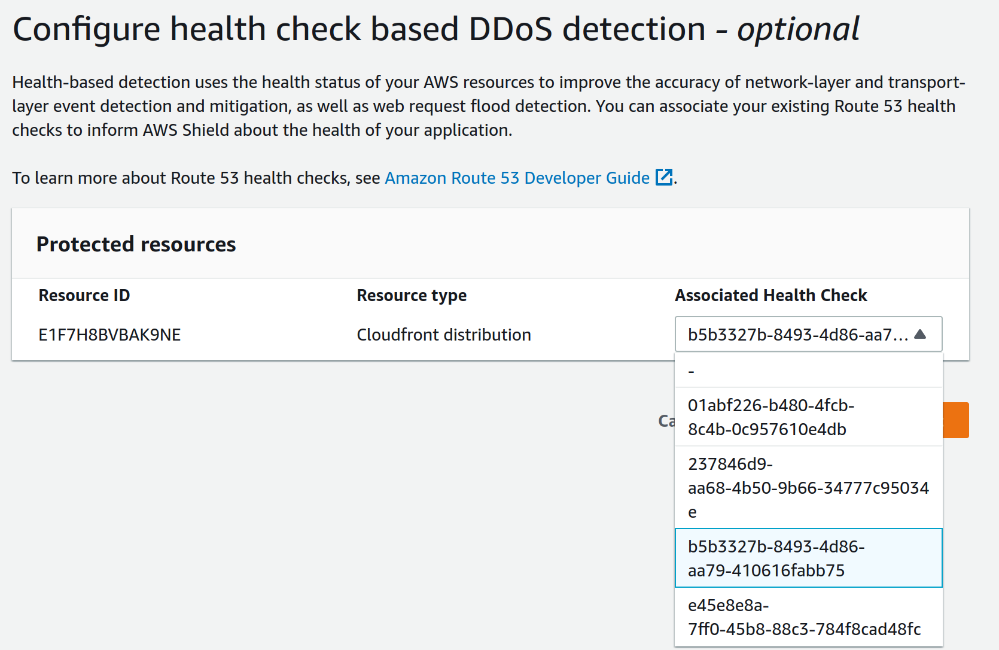 Configure health check based DDoS detection - optional
Health-based detection uses the health status of your AWS resources to improve the accuracy of network-layer and transport-
layer event detection and mitigation, as well as web request flood detection. You can associate your existing Route 53 health
checks to inform AWS Shield about the health of your application.
To learn more about Route 53 health checks, see Amazon Route 53 Developer Guide.
Protected resources
Resource ID Resource type Associated Health Check
E1F7H8BVBAK9NE Cloudfront distribution b5b3327b-8493-4d86-aa7...
-
01abf226-b480-4fcb-
8c4b-0c957610e4db
237846d9-
aa68-4b50-9b66-34777c95034
e
b5b3327b-8493-4d86-
aa79-410616fabb75
e45e8e8a-
7ff0-45b8-88c3-784f8cad48fc